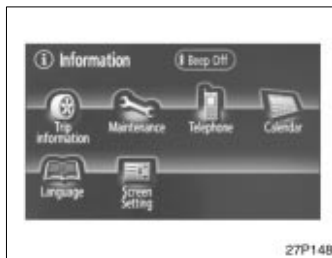 Information
Beep Off
Trip
information
Maintenance
Telephone
Calendar
Language
Screen
Setting
27P148